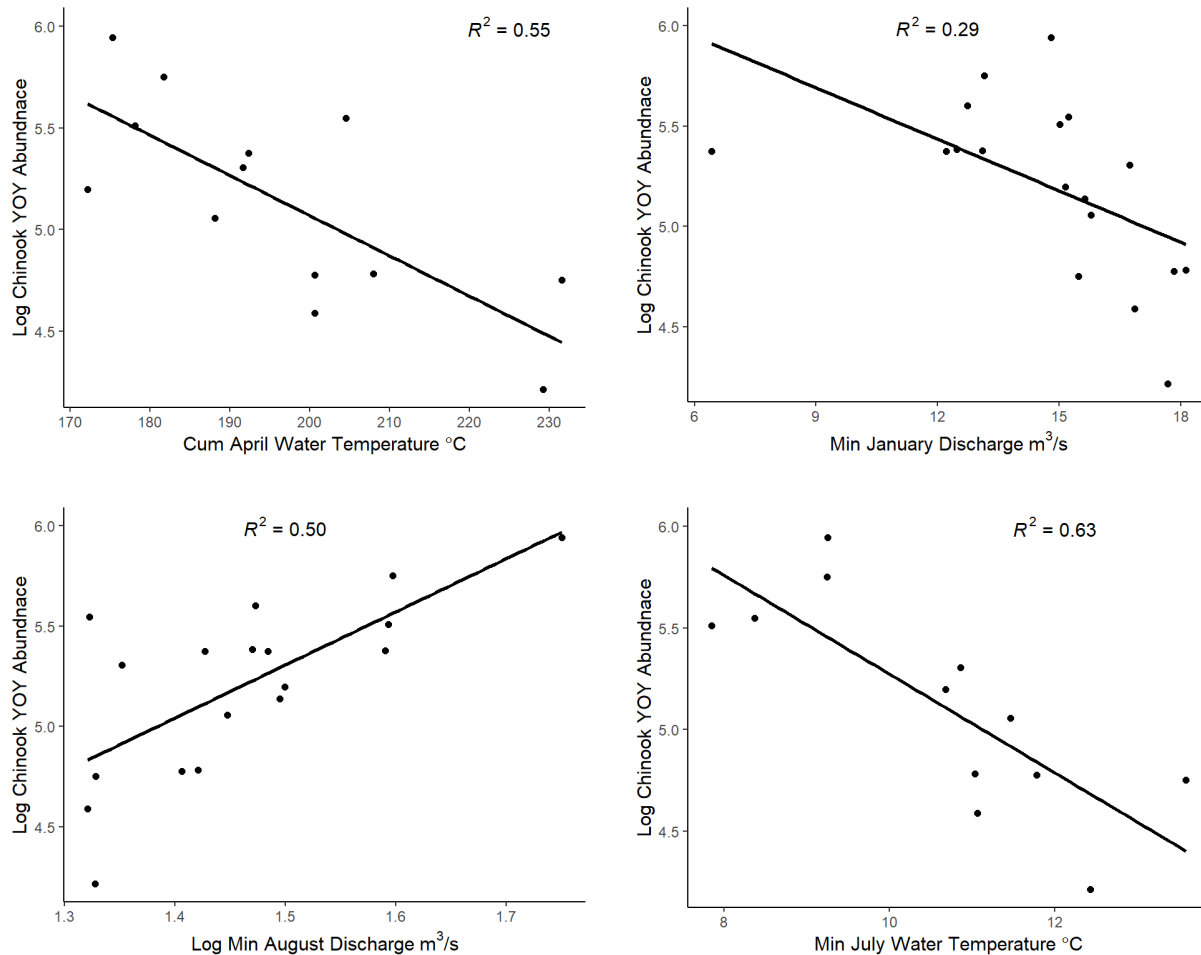 R² = 0.55
Log Chinook YOY Abundnace
6.0
5.5
5.0
4.5
170 180 190 200 210 220 230
Cum April Water Temperature °C
R² = 0.29
Log Chinook YOY Abundnace
6.0
5.5
5.0
4.5
6 9 12 15 18
Min January Discharge m³/s
R² = 0.50
Log Chinook YOY Abundnace
6.0
5.5
5.0
4.5
1.3 1.4 1.5 1.6 1.7
Log Min August Discharge m³/s
R² = 0.63
Log Chinook YOY Abundnace
6.0
5.5
5.0
4.5
8 10 12
Min July Water Temperature °C